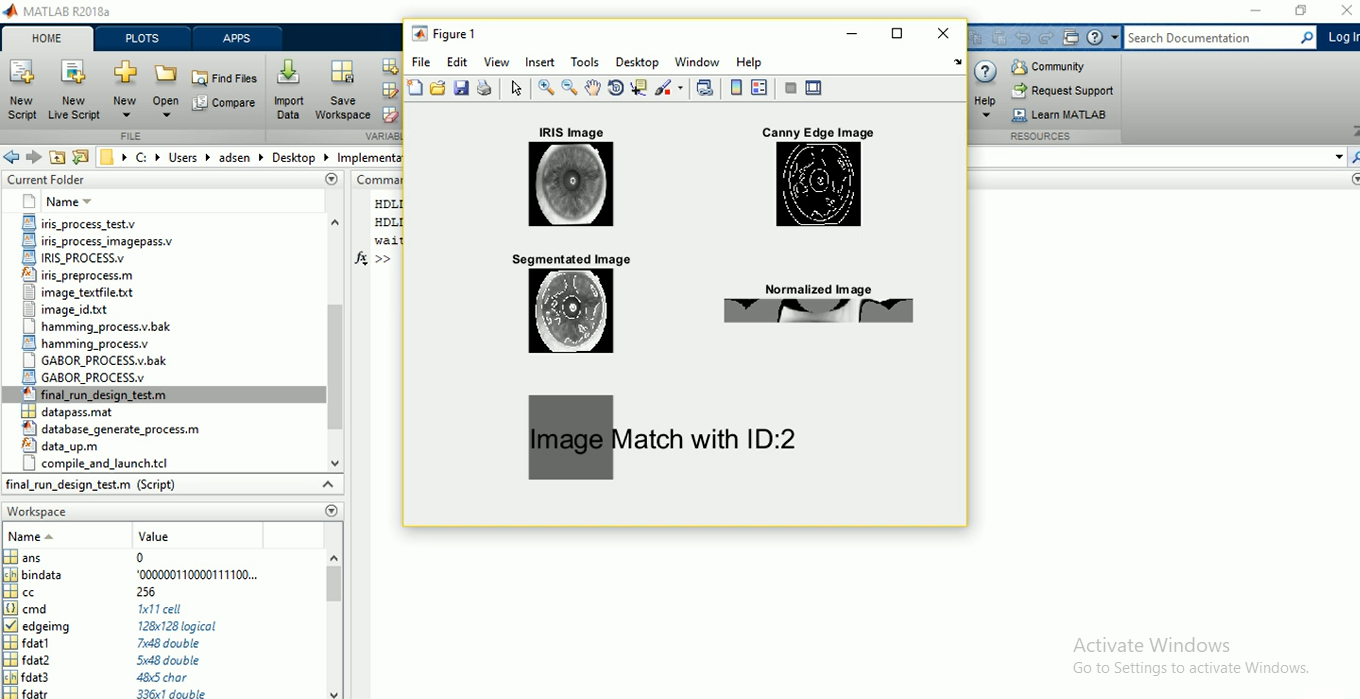 MATLAB R2018a
HOME
PLOTS
APPS
Search Documentation
Log In
New Script
New Live Script
New
Open
Find Files
Compare
Import Data
Save Workspace
FILE
VARIABL
Help
Community
Request Support
Learn MATLAB
RESOURCES
C: Users adsen Desktop Implementa
Current Folder
Name
iris_process_test.v
iris_process_imagepass.v
IRIS_PROCESS.v
iris_preprocess.m
image_textfile.txt
image_id.txt
hamming_process.v.bak
hamming_process.v
GABOR_PROCESS.v.bak
GABOR_PROCESS.v
final_run_design_test.m
datapass.mat
database_generate_process.m
data_up.m
compile_and_launch.tcl
final_run_design_test.m (Script)
Workspace
Name Value
ans 0
bindata '000000110000111100...
cc 256
cmd 1x11 cell
edgeimg 128x128 logical
fdat1 7x48 double
fdat2 5x48 double
fdat3 48x5 char
fdatr 336x1 double
Comman
HDLI
HDLI
wait
fx >>
Figure 1
File Edit View Insert Tools Desktop Window Help
IRIS Image
Canny Edge Image
Segmentated Image
Normalized Image
Image Match with ID:2
Activate Windows
Go to Settings to activate Windows.